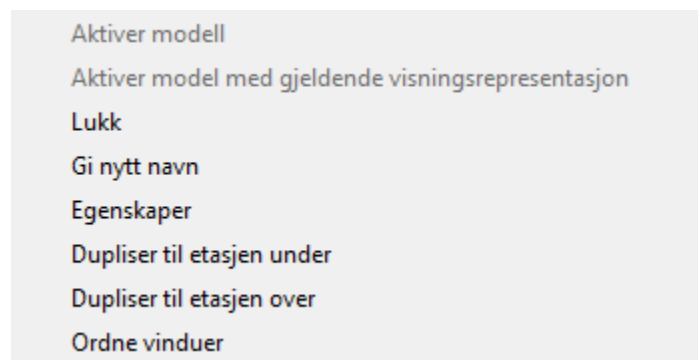 Aktiver modell
Aktiver model med gjeldende visningsrepresentasjon
Lukk
Gi nytt navn
Egenskaper
Dupliser til etasjen under
Dupliser til etasjen over
Ordne vinduer